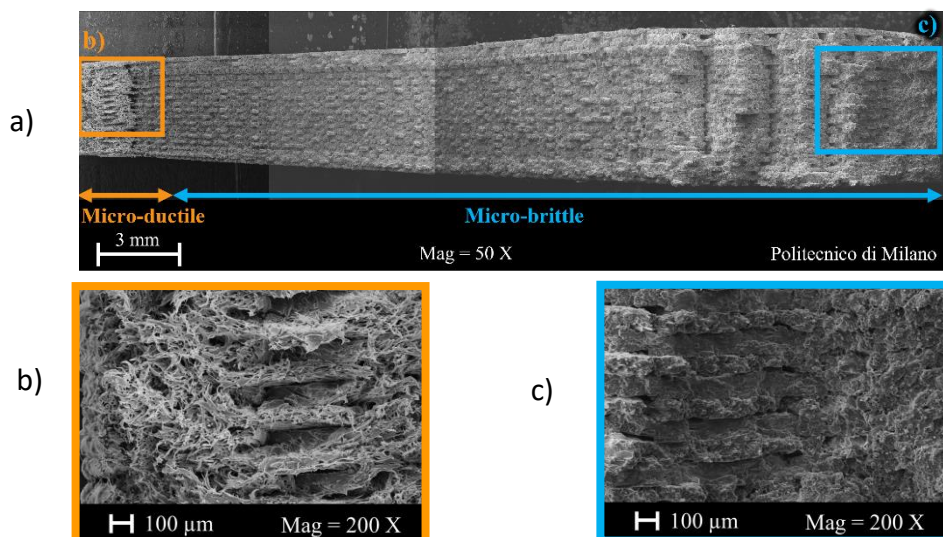 b)
c)
a)
Micro-ductile
Micro-brittle
3 mm
Mag = 50 X
Politecnico di Milano
b)
c)
100 µm
Mag = 200 X
100 µm
Mag = 200 X